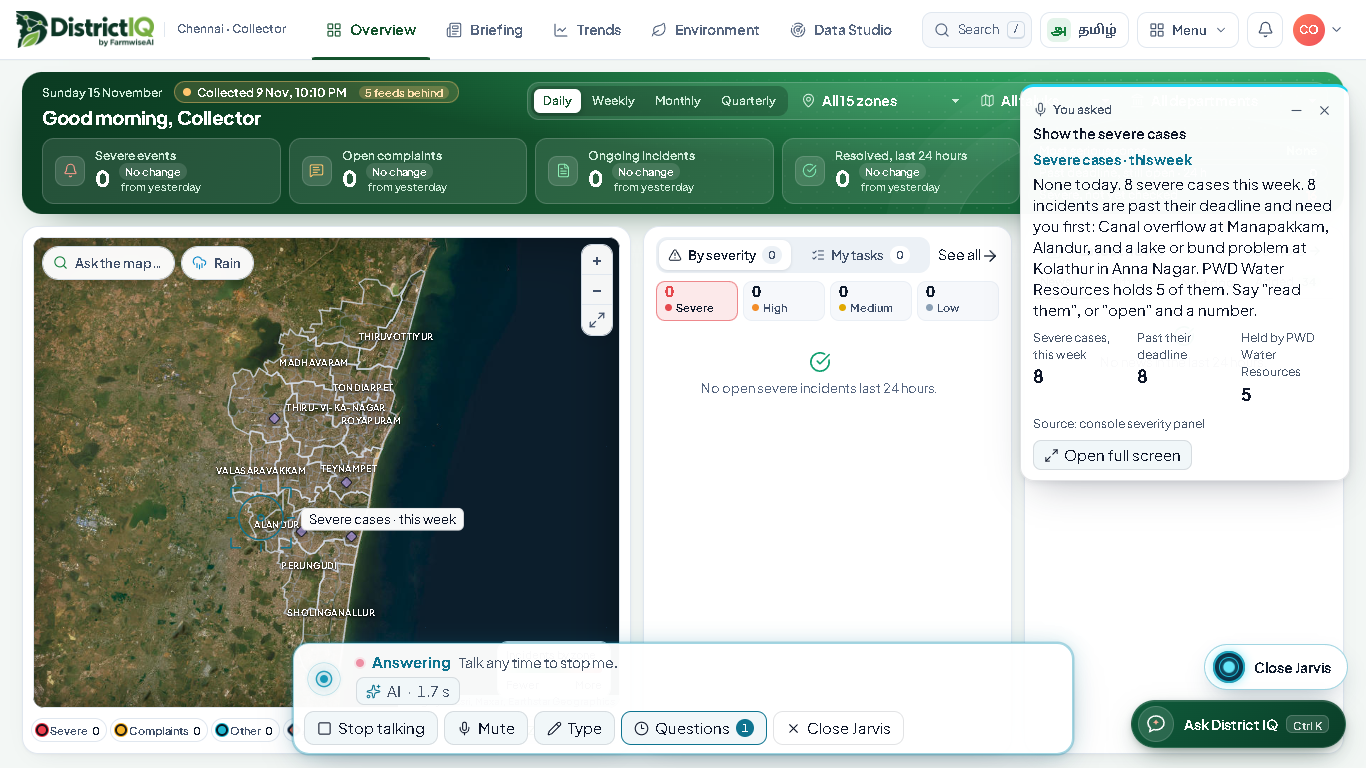 DistrictIQ
by FarmwiseAI
Chennai · Collector
Overview
Briefing
Trends
Environment
Data Studio
Search /
அ தமிழ்
Menu
CO
Sunday 15 November
Collected 9 Nov, 10:10 PM 5 feeds behind
Good morning, Collector
Daily Weekly Monthly Quarterly
All 15 zones
Severe events
0 No change
from yesterday
Open complaints
0 No change
from yesterday
Ongoing incidents
0 No change
from yesterday
Resolved, last 24 hours
0 No change
from yesterday
You asked
Show the severe cases
Severe cases · this week
None today. 8 severe cases this week. 8
incidents are past their deadline and need
you first: Canal overflow at Manapakkam,
Alandur, and a lake or bund problem at
Kolathur in Anna Nagar. PWD Water
Resources holds 5 of them. Say "read
them", or "open" and a number.
Severe cases, this week
8
Past their deadline
8
Held by PWD Water Resources
5
Source: console severity panel
Open full screen
Ask the map...
Rain
+
−
THIRUVOTTIYUR
MADHAVARAM
TONDIARPET
THIRU-VI-KA-NAGAR
ROYAPURAM
VALASARAVAKKAM
TEYNAMPET
ALANDUR
Severe cases · this week
PERUNGUDI
SHOLINGANALLUR
By severity 0
My tasks 0
See all
0
Severe
0
High
0
Medium
0
Low
No open severe incidents last 24 hours.
Severe 0
Complaints 0
Other 0
Answering Talk any time to stop me.
AI · 1.7 s
Stop talking
Mute
Type
Questions 1
Close Jarvis
Close Jarvis
Ask District IQ Ctrl K